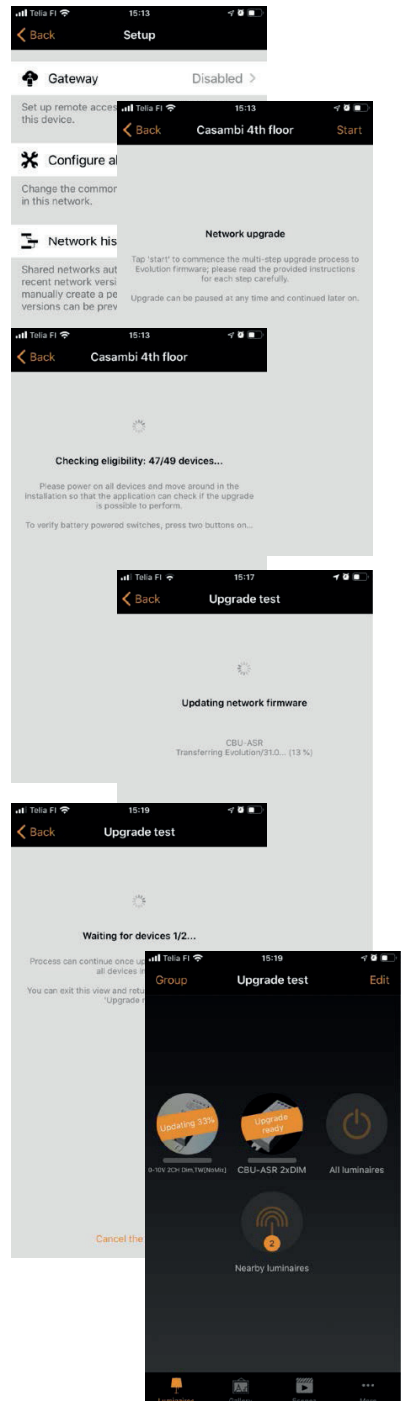 Telia FI 15:13
Back Setup
Gateway Disabled
Set up remote acces
this device.
Configure al
Change the commor
in this network.
Network his
Shared networks aut
recent network versi
manually create a pe
versions can be prev
Telia FI 15:13
Back Casambi 4th floor Start
Network upgrade
Tap 'start' to commence the multi-step upgrade process to
Evolution firmware; please read the provided instructions
for each step carefully.
Upgrade can be paused at any time and continued later on.
Telia FI 15:13
Back Casambi 4th floor
Checking eligibility: 47/49 devices...
Please power on all devices and move around in the
installation so that the application can check if the upgrade
is possible to perform.
To verify battery powered switches, press two buttons on...
Telia FI 15:17
Back Upgrade test
Updating network firmware
CBU-ASR
Transferring Evolution/31.0... (13 %)
Telia FI 15:19
Back Upgrade test
Waiting for devices 1/2...
Process can continue once up
all devices in
You can exit this view and retu
'Upgrade n
Cancel the
Telia FI 15:19
Group Upgrade test Edit
Updating 33%
Upgrade
ready
0-10V 2CH Dim,TW(NoMic) CBU-ASR 2xDIM All luminaires
2
Nearby luminaires
Luminaires Gallery Scenes More